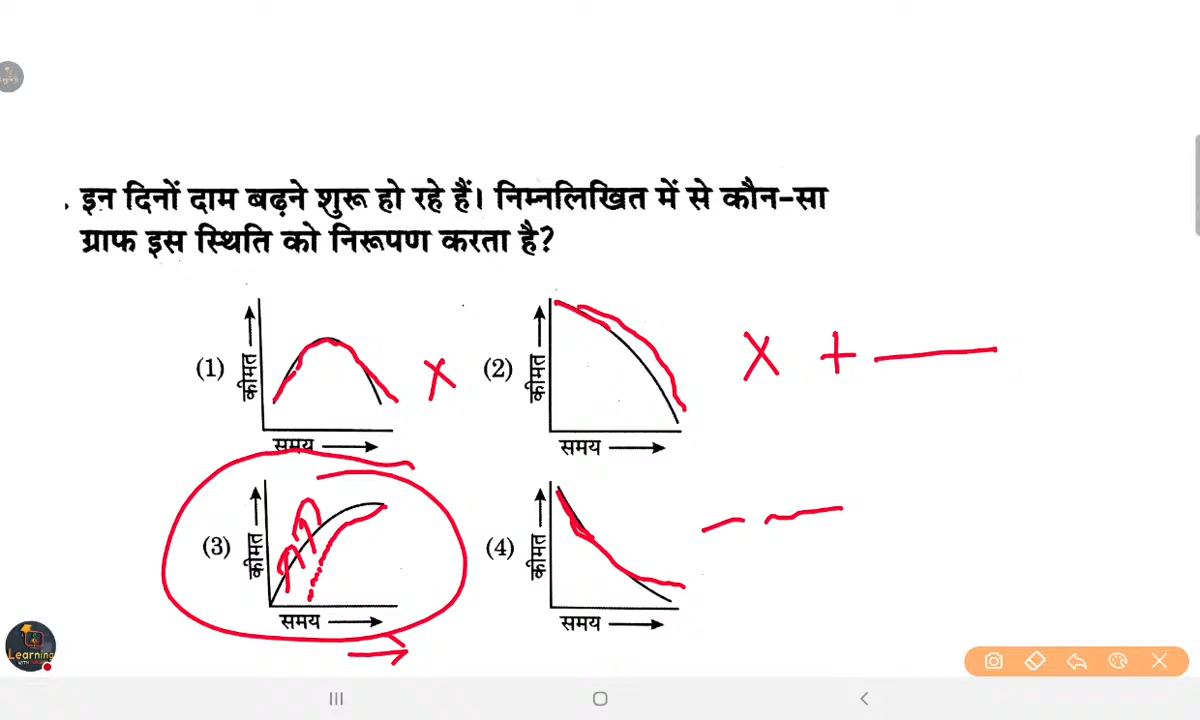 . इन दिनों दाम बढ़ने शुरू हो रहे हैं। निम्नलिखित में से कौन-सा
ग्राफ इस स्थिति को निरूपण करता है?
(1)
कीमत
समय
X
(2)
कीमत
समय
X +
(3)
कीमत
समय
(4)
कीमत
समय
Learning